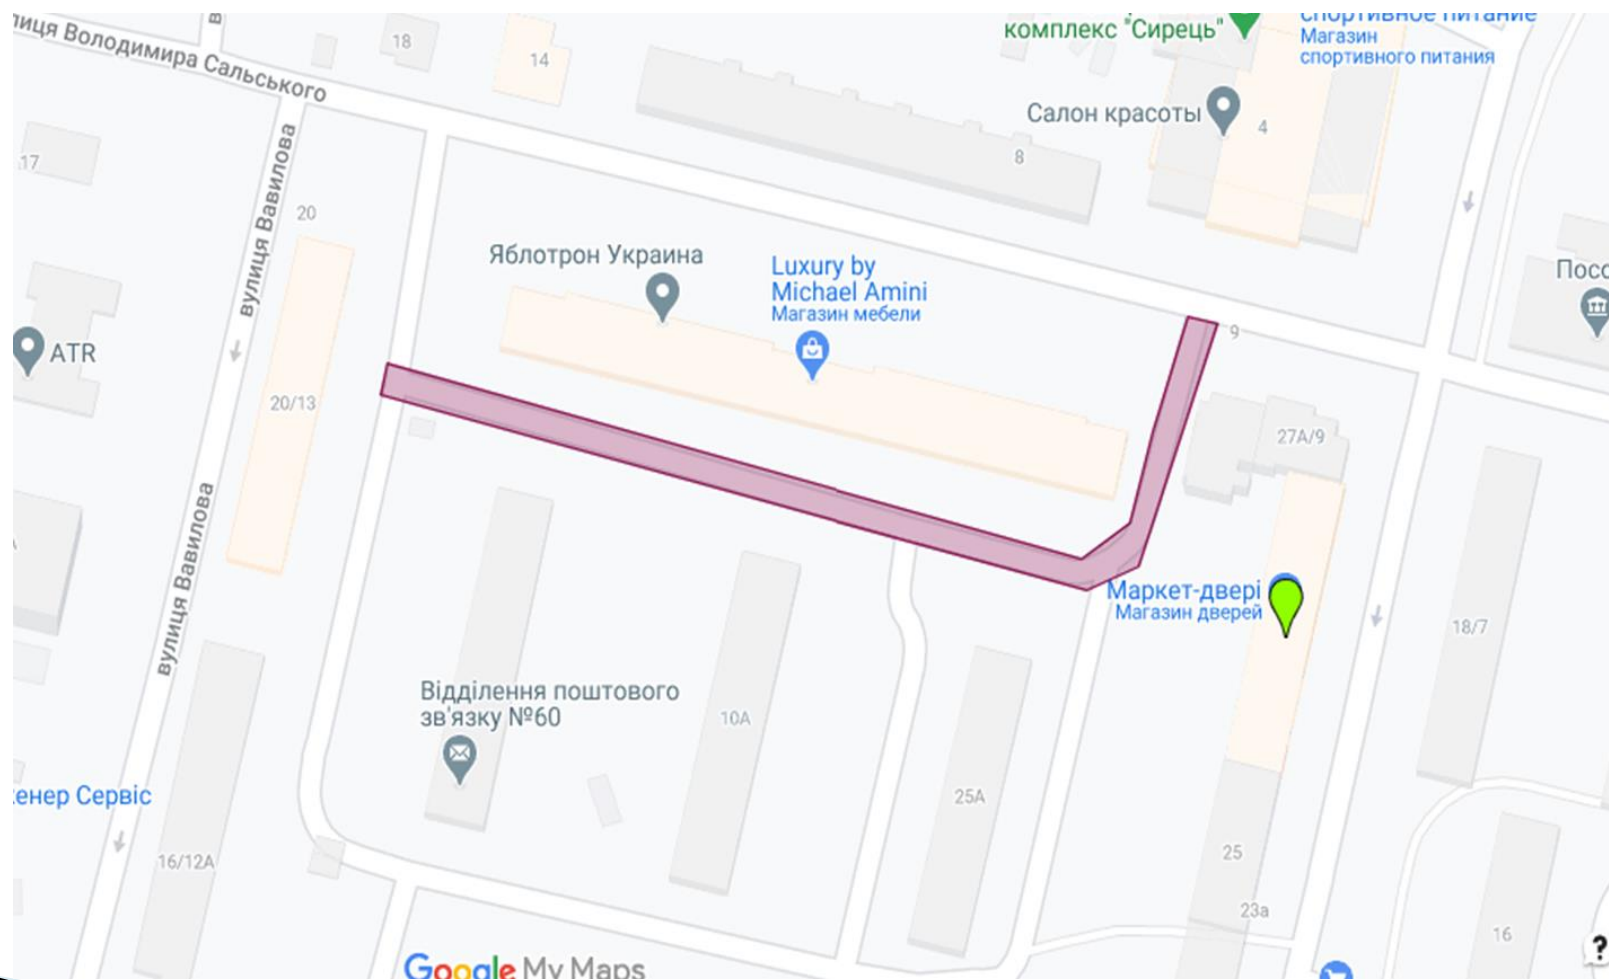 комплекс "Сирець"
спортивное питание
Магазин
спортивного питания
лиця Володимира Сальського
18
14
Салон красоты
4
8
17
вулиця Вавилова
20
Яблотрон Украина
Luxury by
Michael Amini
Магазин мебели
Посо
9
ATR
20/13
27А/9
вулиця Вавилова
Маркет-двері
Магазин дверей
18/7
Відділення поштового
зв'язку №60
10А
25А
енер Сервіс
16/12А
25
23а
16
?
Google My Maps